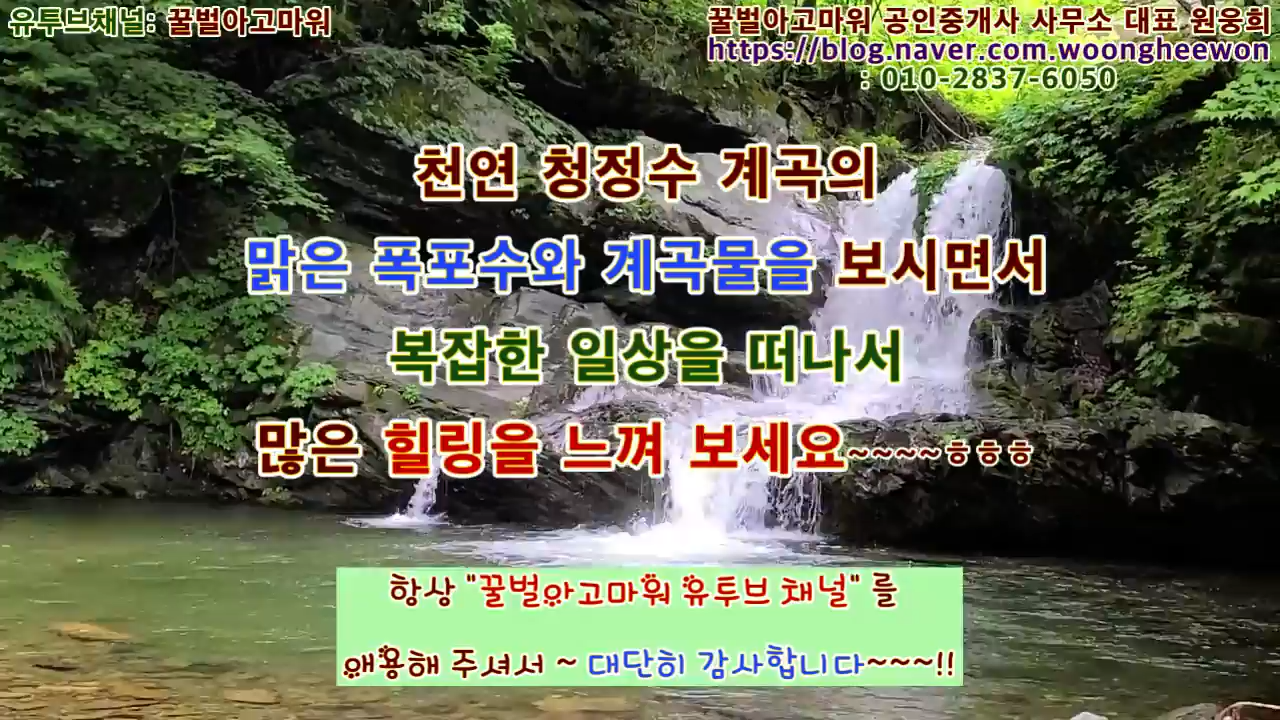 유투브채널: 꿀벌아고마워
꿀벌아고마워 공인중개사 사무소 대표 원웅희
https://blog.naver.com.woongheewon
: 010-2837-6050
천연 청정수 계곡의
맑은 폭포수와 계곡물을 보시면서
복잡한 일상을 떠나서
많은 힐링을 느껴 보세요~~~~ㅎㅎㅎ
항상 "꿀벌아고마워 유투브 채널" 를
애용해 주셔서 ~ 대단히 감사합니다~~~!!